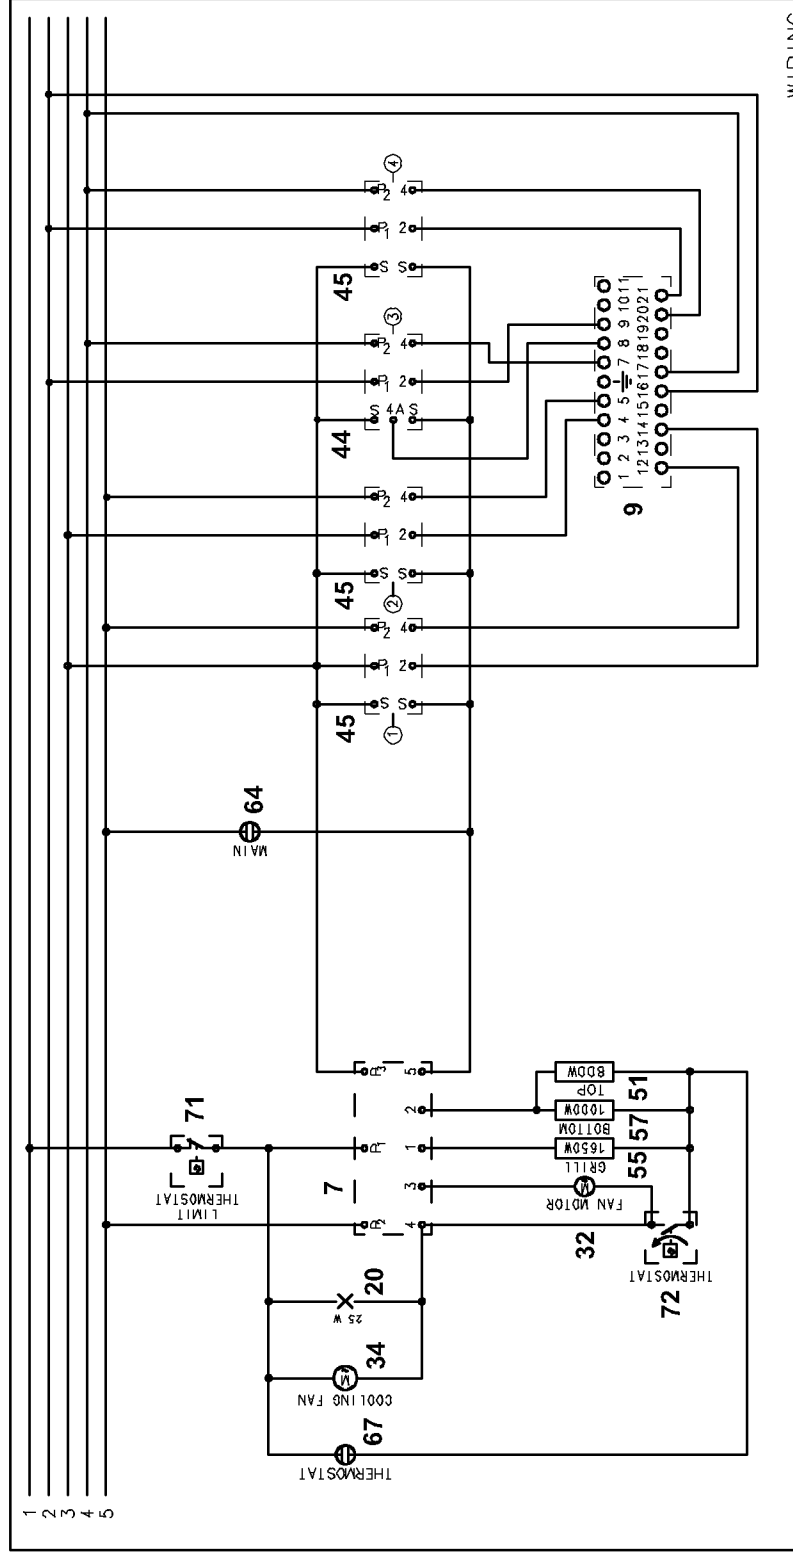 WIRING
1
2
3
4
5
71
LIMIT
THERMOSTAT
MAIN
64
7
P2
P1
P3
4
3
1
2
5
20
25 W
34
COOLING FAN
67
THERMOSTAT
32
FAN MOTOR
55
GRILL
1650W
57
BOTTOM
1000W
51
TOP
800W
72
THERMOSTAT
45
1
S S
P1 2
P2 4
45
2
S S
P1 2
P2 4
44
3
S 4A S
P1 2
P2 4
45
4
S S
P1 2
P2 4
9
1 2 3 4 5 7 8 9 10 11
12 13 14 15 16 17 18 19 20 21
M
M